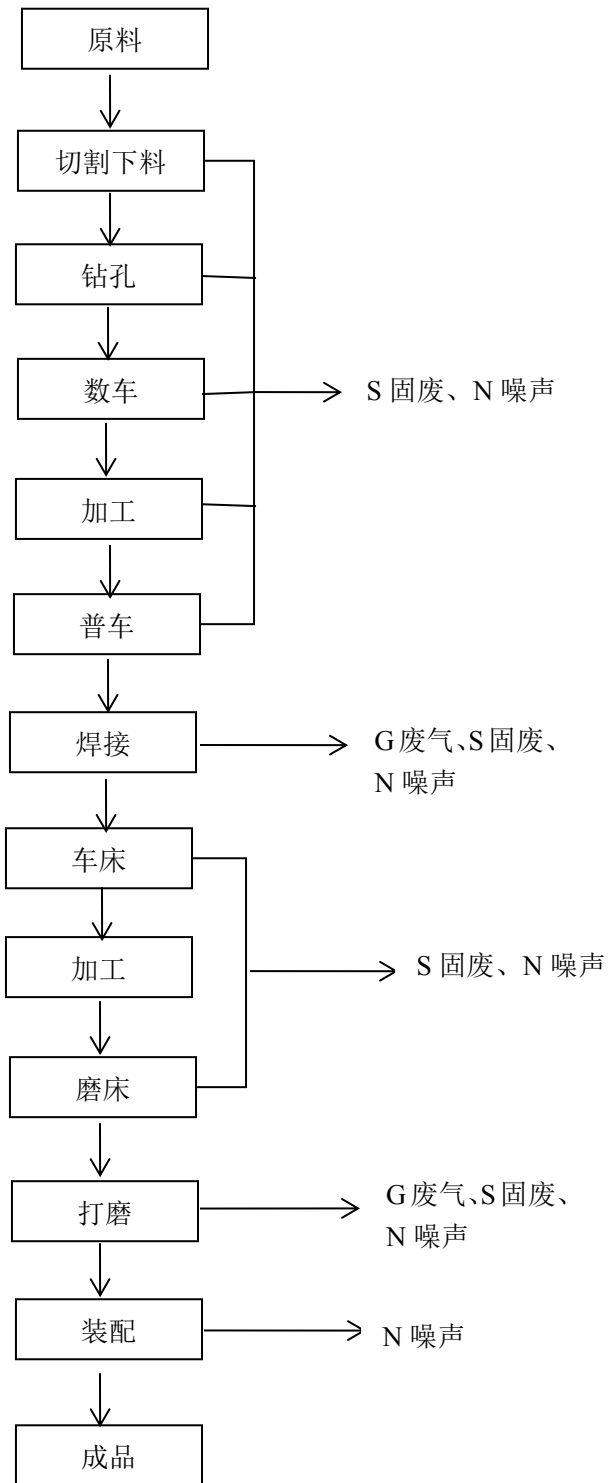 原料
切割下料
钻孔
数车
S 固废、N 噪声
加工
普车
焊接
G 废气、S 固废、
N 噪声
车床
加工
S 固废、N 噪声
磨床
打磨
G 废气、S 固废、
N 噪声
装配
N 噪声
成品